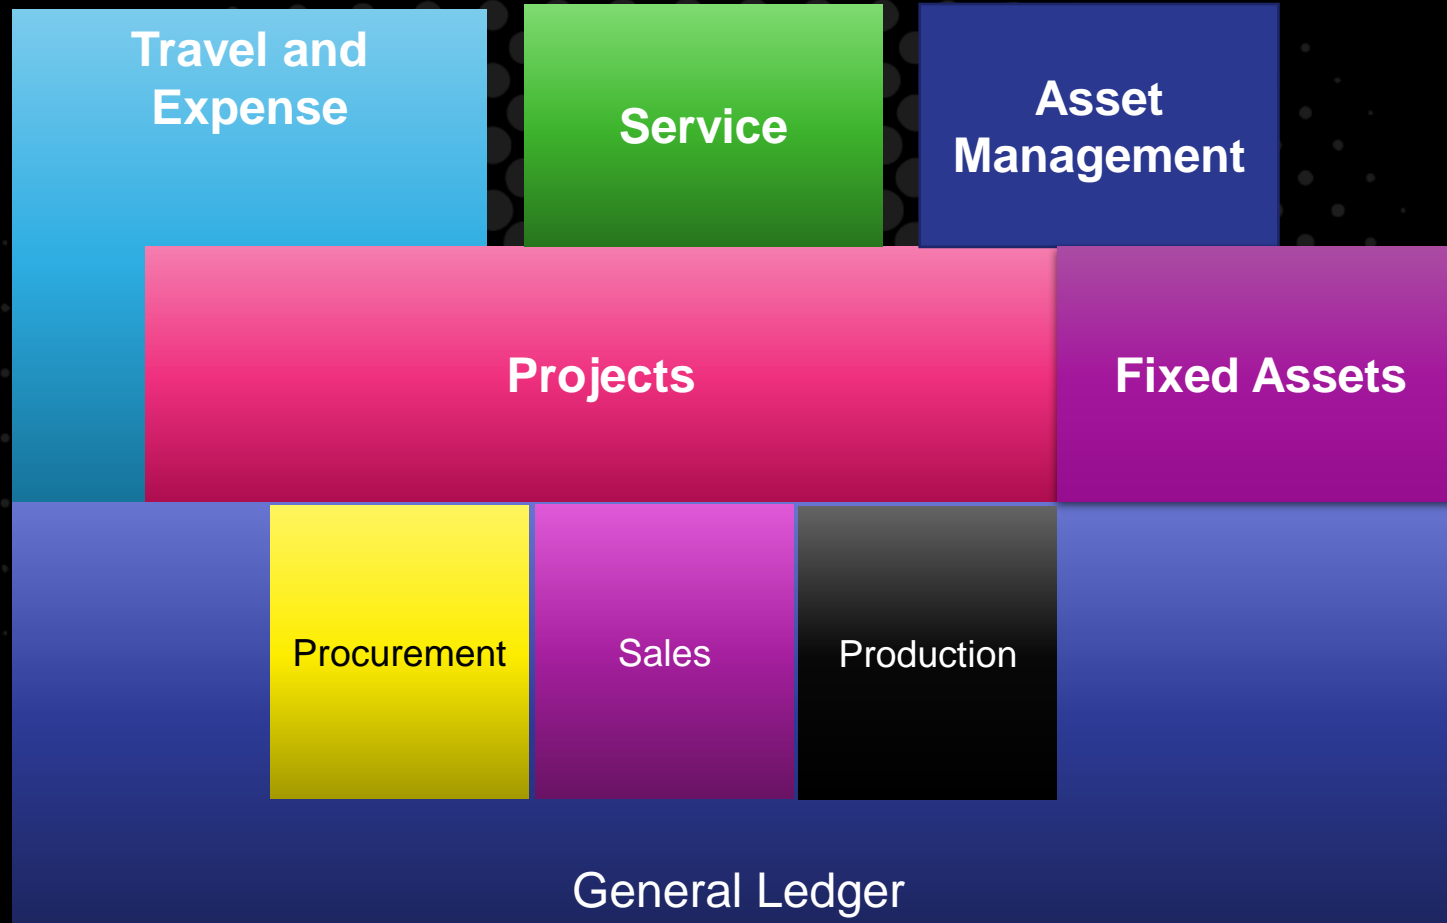 Travel and
Expense
Service
Asset
Management
Projects
Fixed Assets
Procurement
Sales
Production
General Ledger